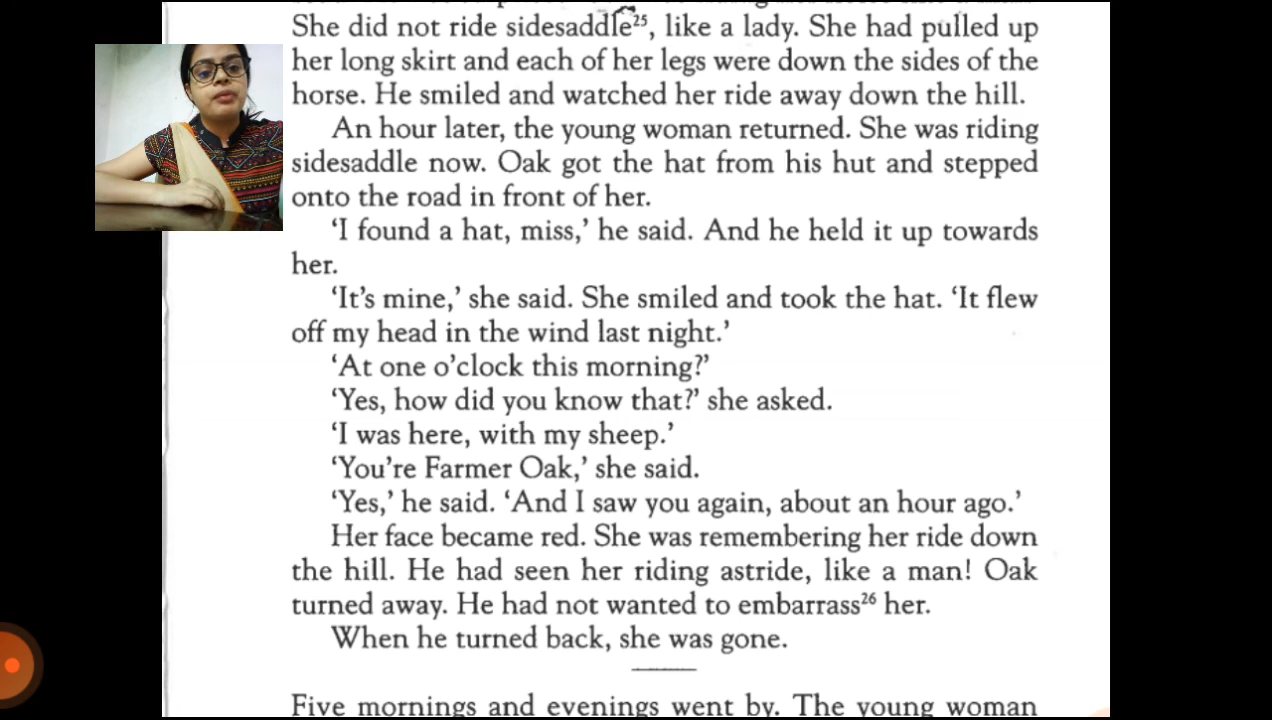 She did not ride sidesaddle²⁵, like a lady. She had pulled up
her long skirt and each of her legs were down the sides of the
horse. He smiled and watched her ride away down the hill.
An hour later, the young woman returned. She was riding
sidesaddle now. Oak got the hat from his hut and stepped
onto the road in front of her.
‘I found a hat, miss,’ he said. And he held it up towards
her.
‘It’s mine,’ she said. She smiled and took the hat. ‘It flew
off my head in the wind last night.’
‘At one o’clock this morning?’
‘Yes, how did you know that?’ she asked.
‘I was here, with my sheep.’
‘You’re Farmer Oak,’ she said.
‘Yes,’ he said. ‘And I saw you again, about an hour ago.’
Her face became red. She was remembering her ride down
the hill. He had seen her riding astride, like a man! Oak
turned away. He had not wanted to embarrass²⁶ her.
When he turned back, she was gone.
Five mornings and evenings went by. The young woman